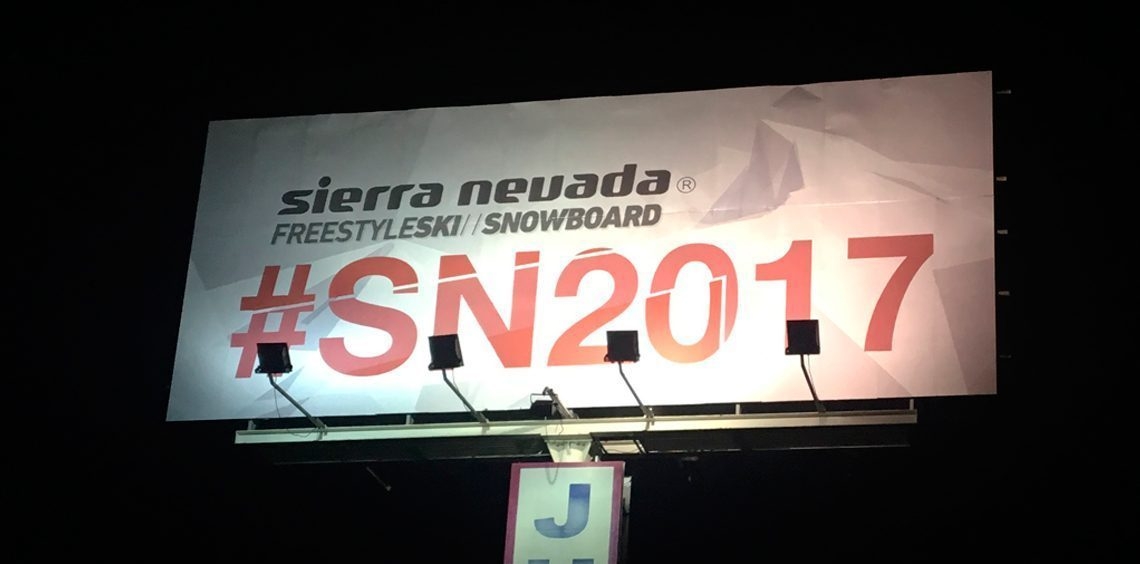 sierra nevada ®
FREESTYLESKI//SNOWBOARD
#SN2017
J